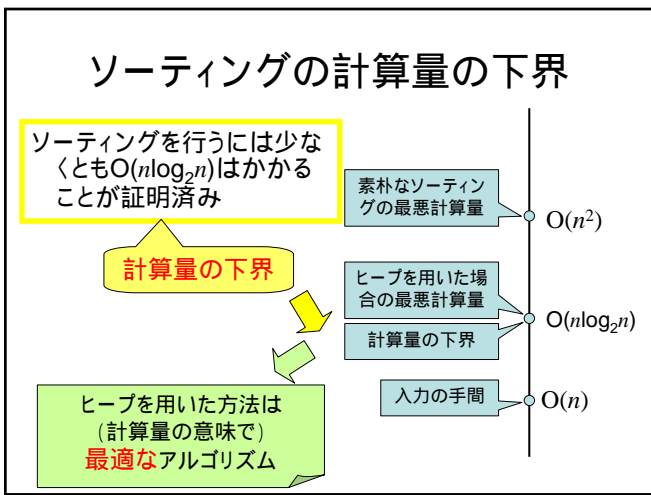 ソーティングの計算量の下界
ソーティングを行うには少な
くともO(nlog₂n)はかかる
ことが証明済み
計算量の下界
ヒープを用いた方法は
(計算量の意味で)
最適なアルゴリズム
素朴なソーティン
グの最悪計算量
O(n²)
ヒープを用いた場
合の最悪計算量
計算量の下界
O(nlog₂n)
入力の手間
O(n)